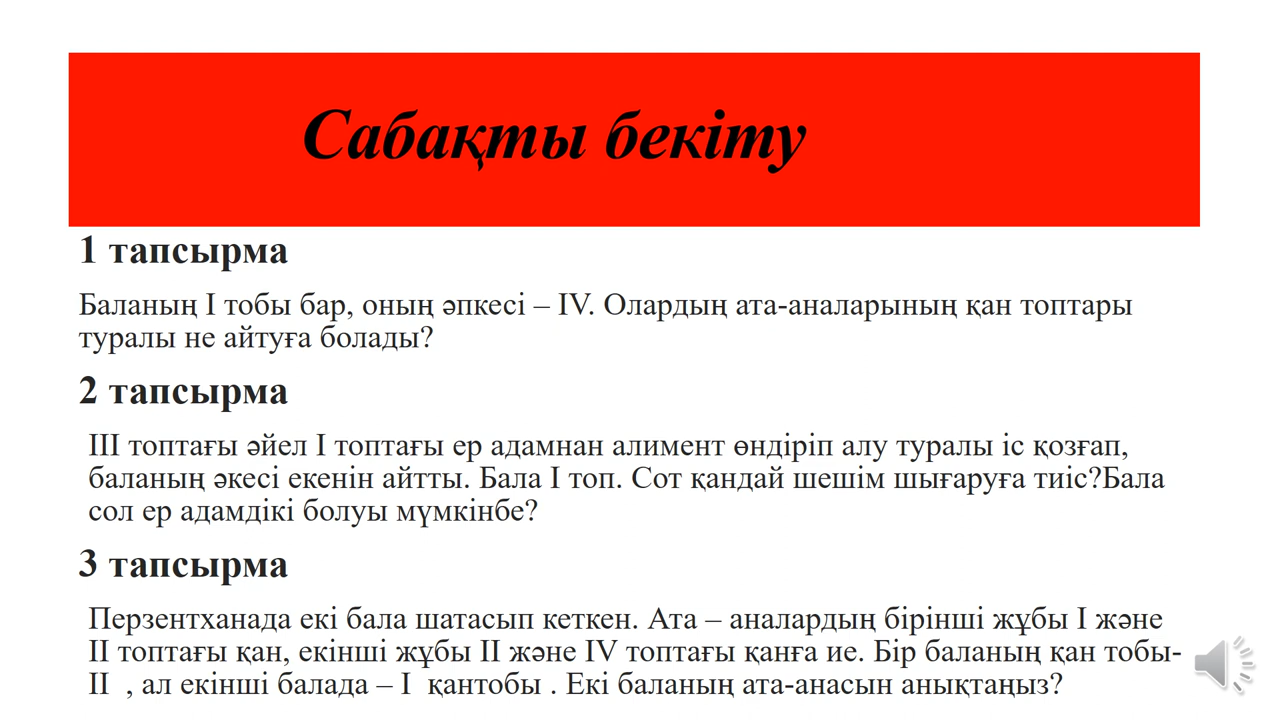 Сабақты бекіту
1 тапсырма
Баланың I тобы бар, оның әпкесі – IV. Олардың ата-аналарының қан топтары
туралы не айтуға болады?
2 тапсырма
III топтағы әйел I топтағы ер адамнан алимент өндіріп алу туралы іс қозғап,
баланың әкесі екенін айтты. Бала I топ. Сот қандай шешім шығаруға тиіс?Бала
сол ер адамдікі болуы мүмкінбе?
3 тапсырма
Перзентханада екі бала шатасып кеткен. Ата – аналардың бірінші жұбы I және
II топтағы қан, екінші жұбы II және IV топтағы қанға ие. Бір баланың қан тобы-
II , ал екінші балада – I қантобы . Екі баланың ата-анасын анықтаңыз?